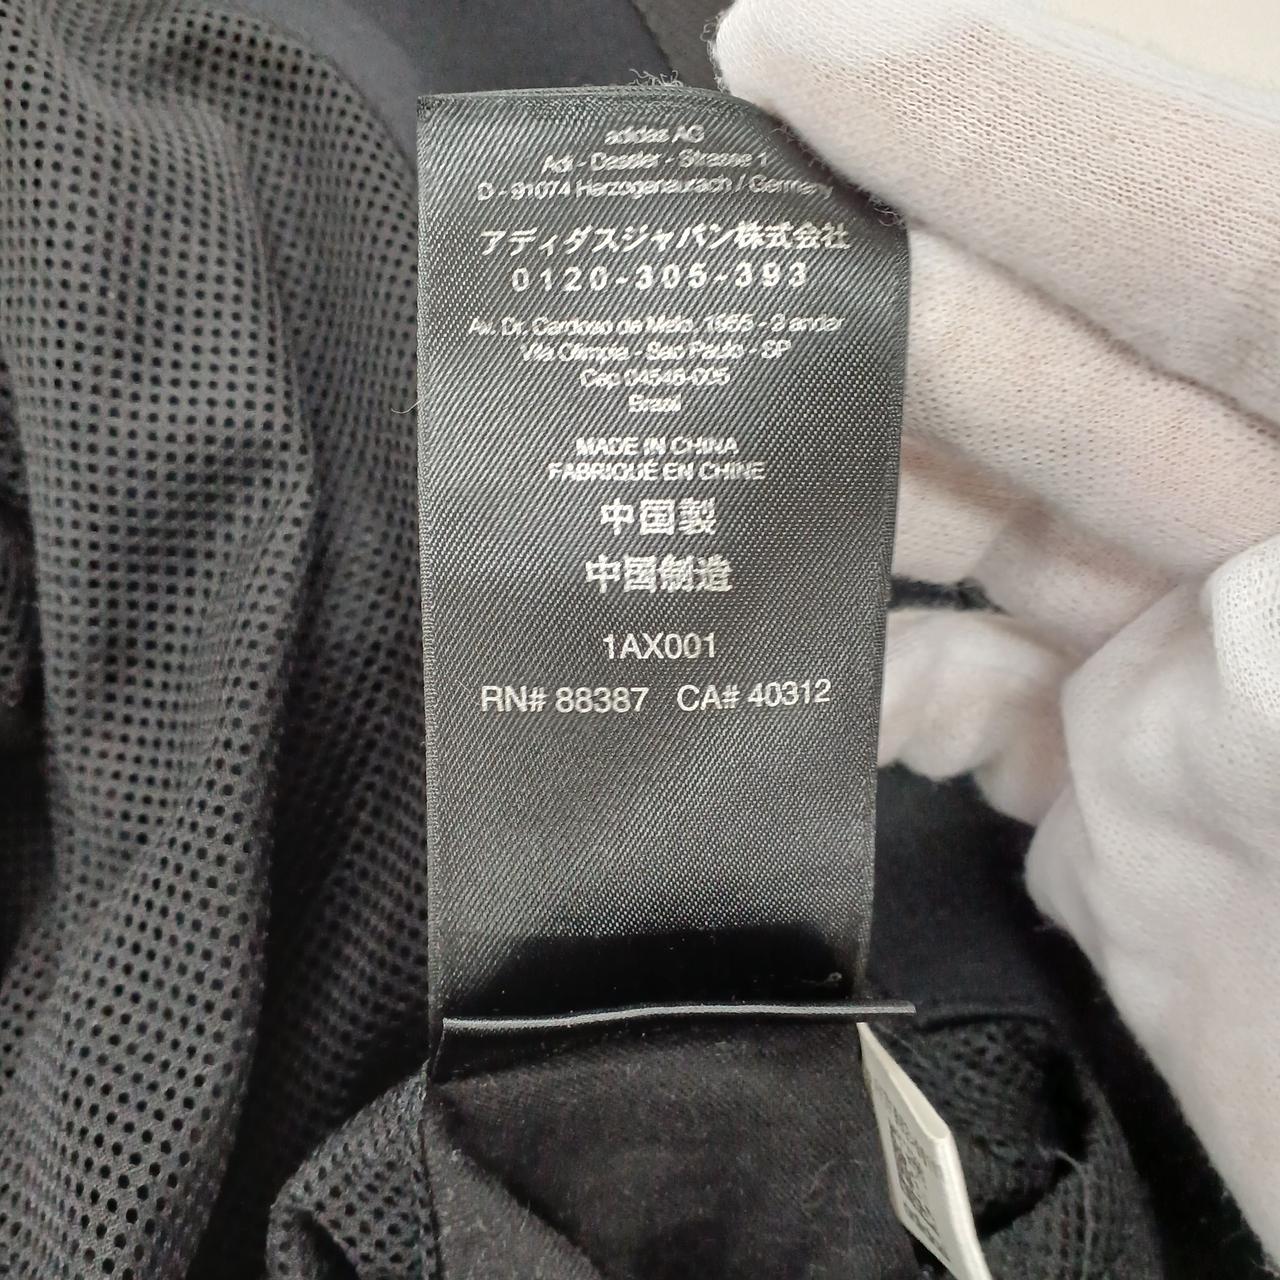 adidas AG
Adi - Dassler - Strasse 1
D - 91074 Herzogenaurach / Germany
アディダスジャパン株式会社
0120-305-393
Av. Dr. Cardoso de Melo, 1855 - 9 andar
Vila Olimpia - Sao Paulo - SP
Cep 04548-005
Brasil
MADE IN CHINA
FABRIQUÉ EN CHINE
中国製
中国制造
1AX001
RN# 88387 CA# 40312